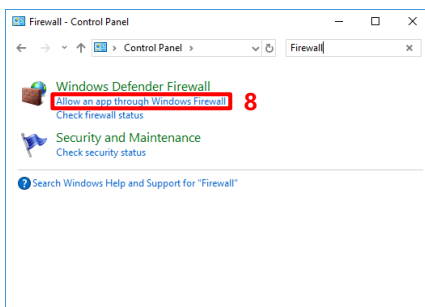 Firewall - Control Panel
Control Panel
Firewall
Windows Defender Firewall
Allow an app through Windows Firewall
8
Check firewall status
Security and Maintenance
Check security status
Search Windows Help and Support for "Firewall"